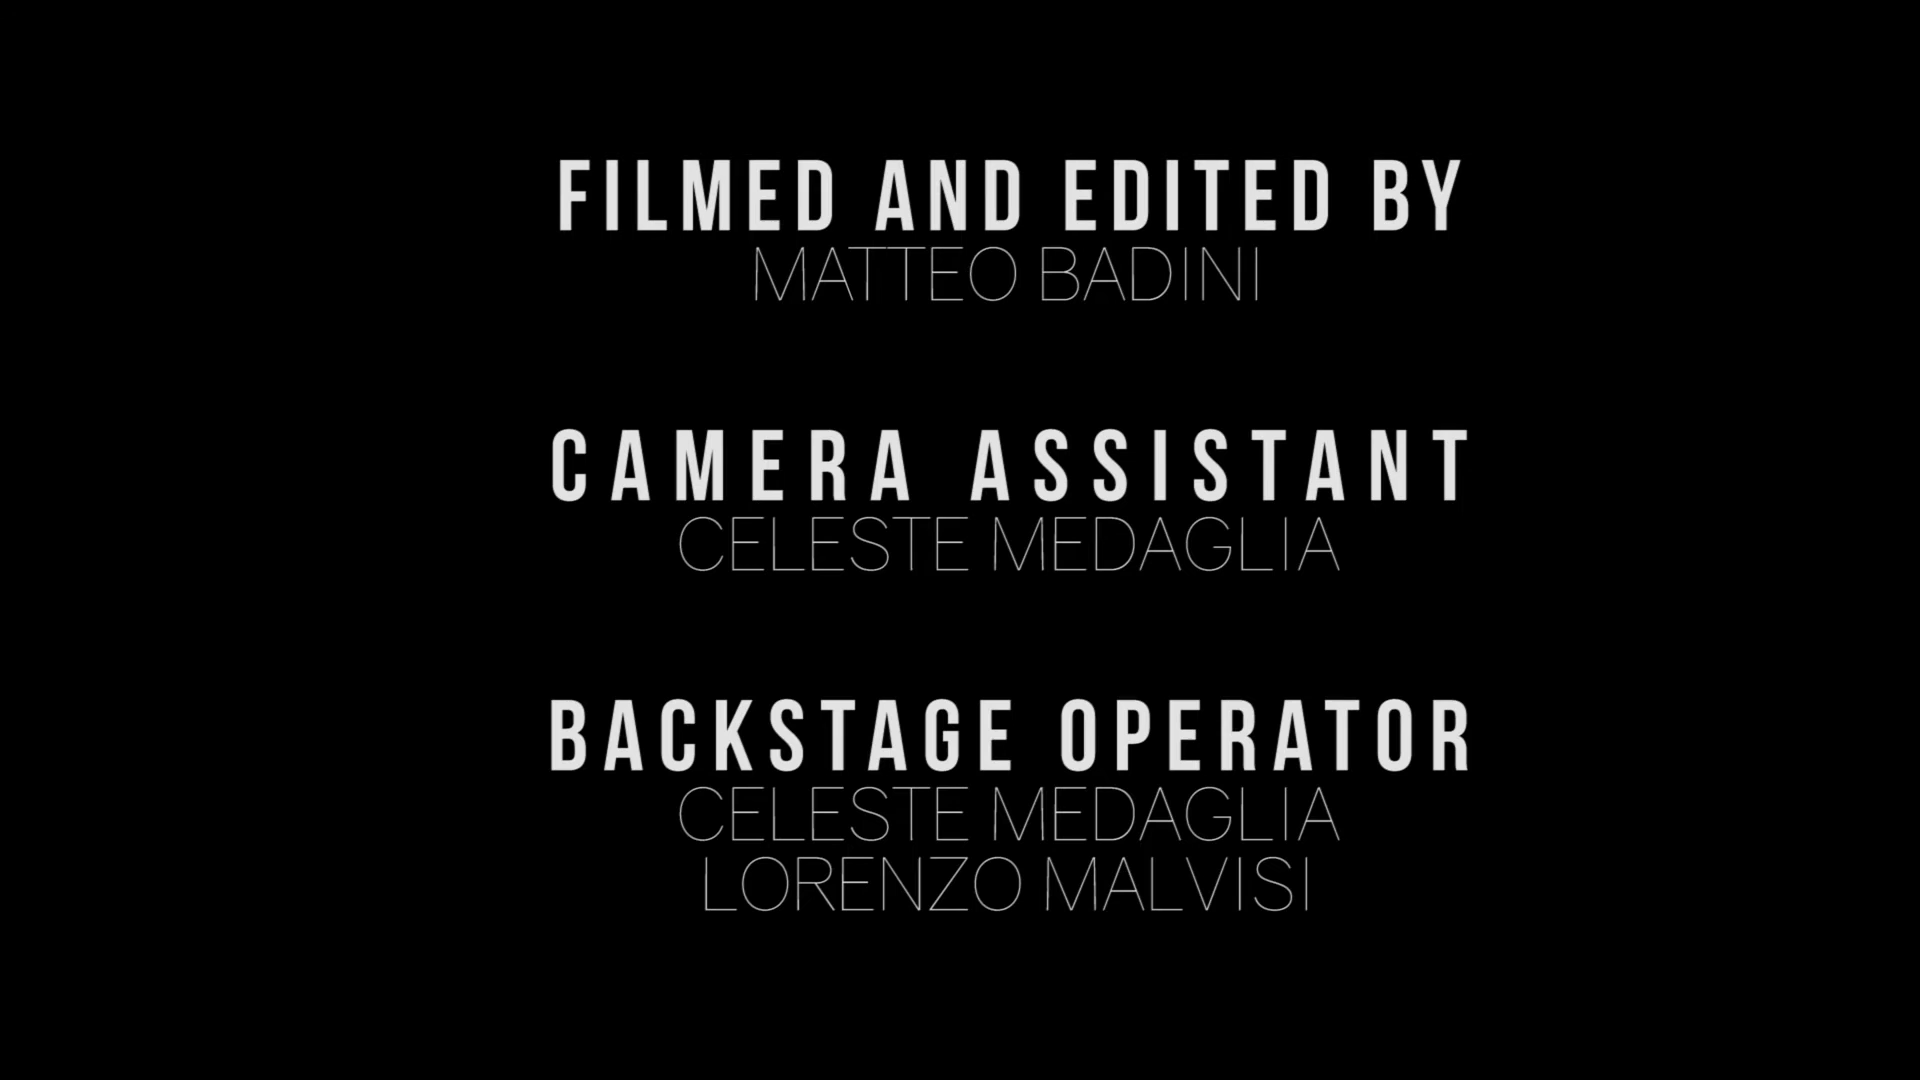 FILMED AND EDITED BY
MATTEO BADINI
CAMERA ASSISTANT
CELESTE MEDAGLIA
BACKSTAGE OPERATOR
CELESTE MEDAGLIA
LORENZO MALVISI